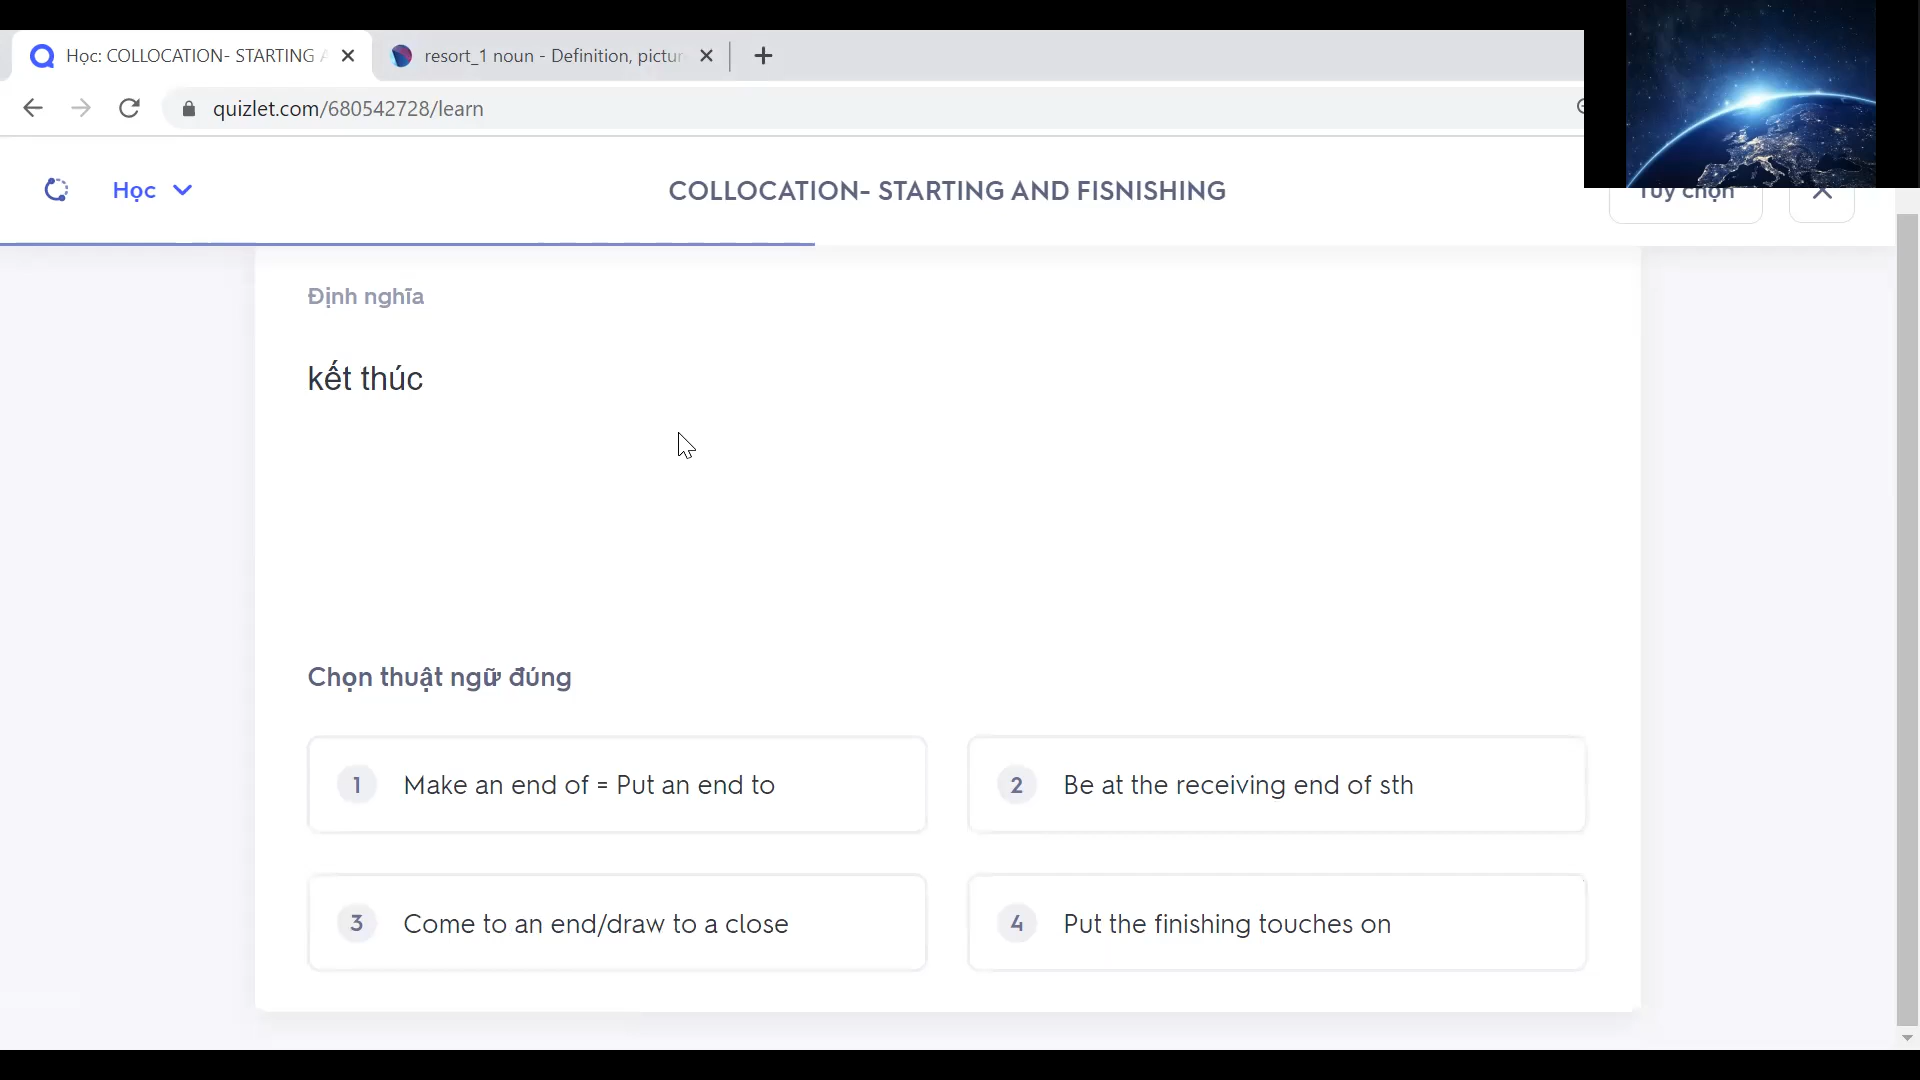 Học: COLLOCATION- STARTING
resort_1 noun - Definition, pictur
quizlet.com/680542728/learn
Học
COLLOCATION- STARTING AND FISNISHING
Tùy chọn
Định nghĩa
kết thúc
Chọn thuật ngữ đúng
1 Make an end of = Put an end to
2 Be at the receiving end of sth
3 Come to an end/draw to a close
4 Put the finishing touches on